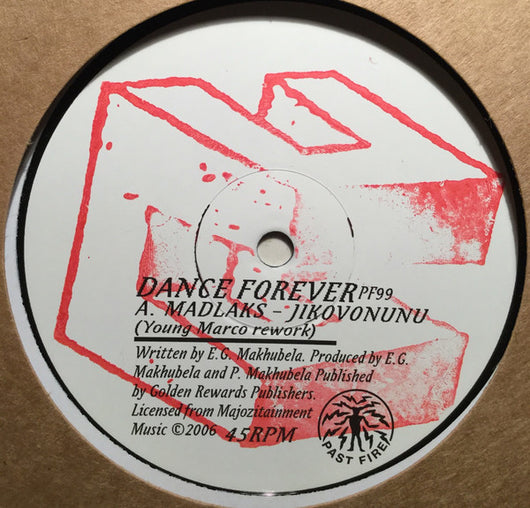 DANCE FOREVER PF99
A. MADLAKS – JIKOVONUNU
(Young Marco rework)
Written by E.G. Makhubela. Produced by E.G.
Makhubela and P. Makhubela Published
by Golden Rewards Publishers.
Licensed from Majozitainment
Music ©2006 45RPM
PAST FIRE